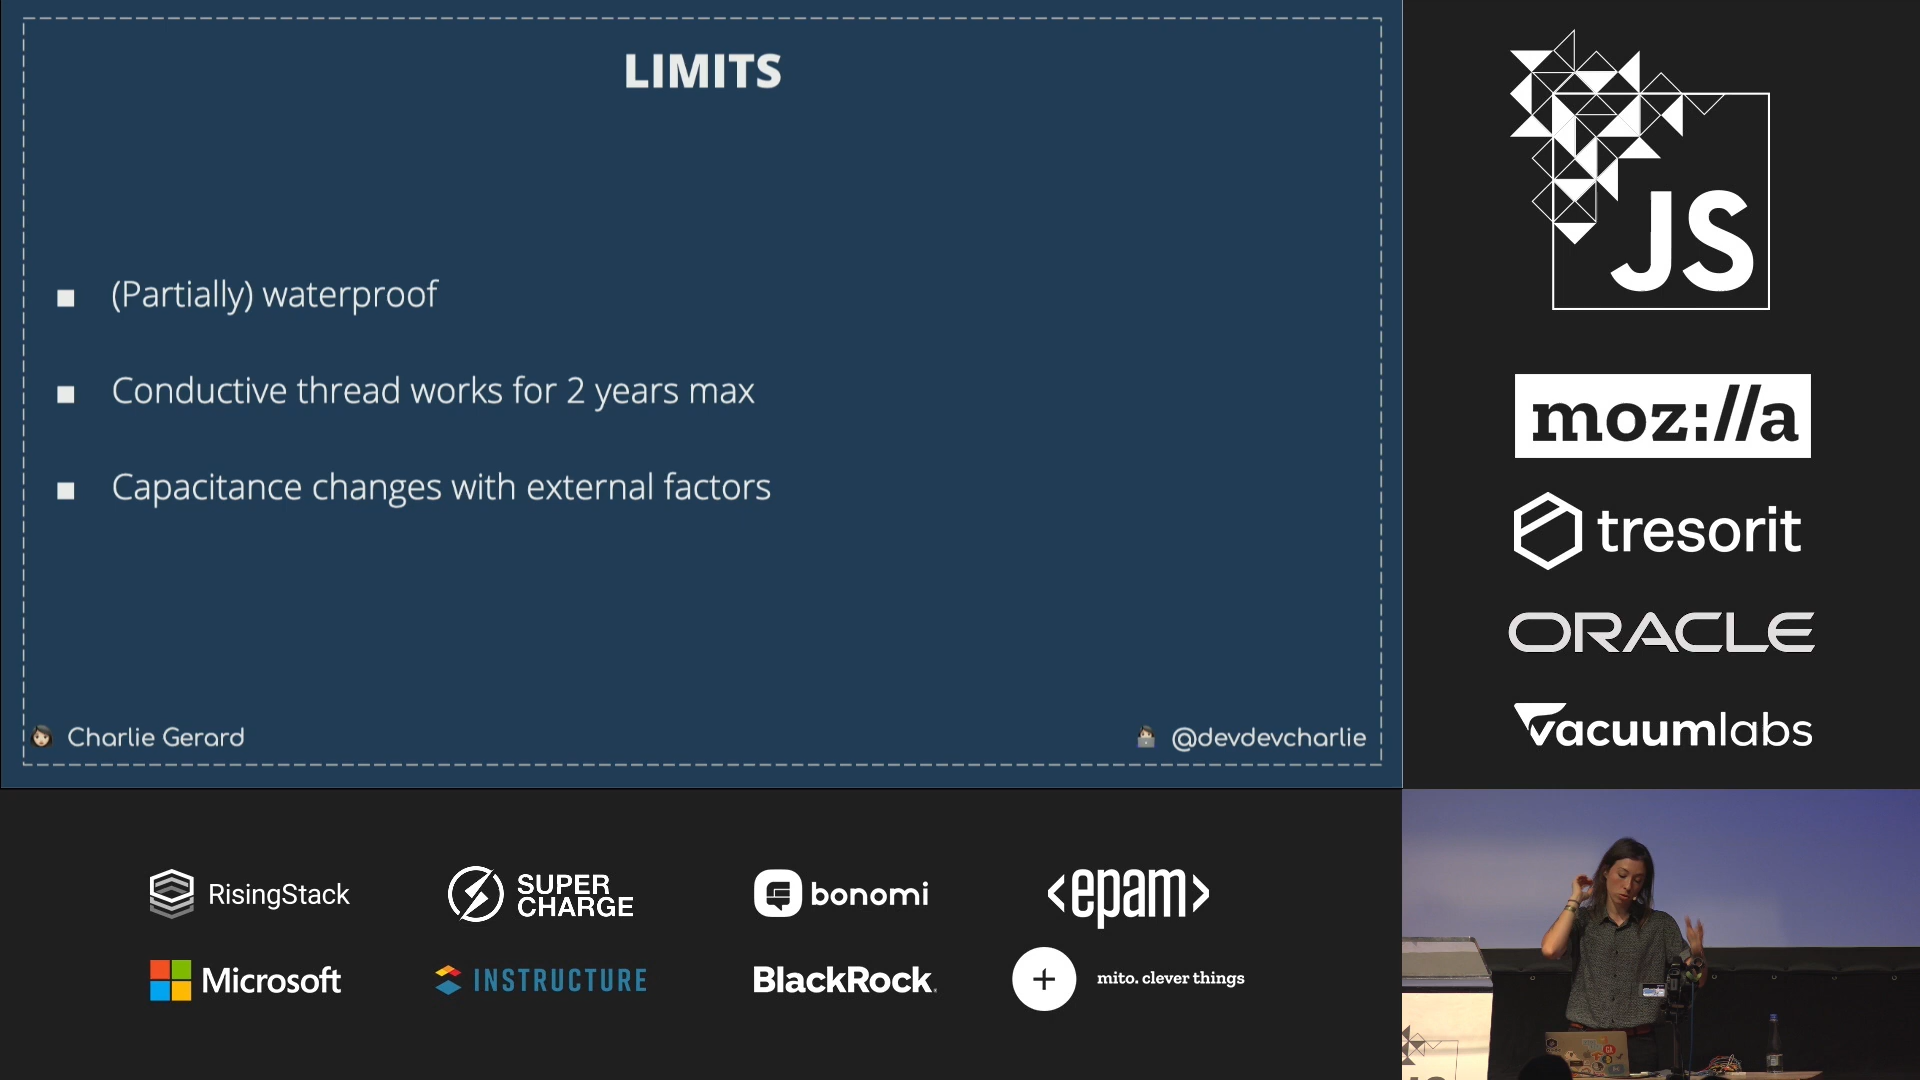 LIMITS
(Partially) waterproof
Conductive thread works for 2 years max
Capacitance changes with external factors
Charlie Gerard
@devdevcharlie
JS
moz://a
tresorit
ORACLE
vacuumlabs
RisingStack
SUPER
CHARGE
bonomi
<epam>
Microsoft
INSTRUCTURE
BlackRock.
mito. clever things